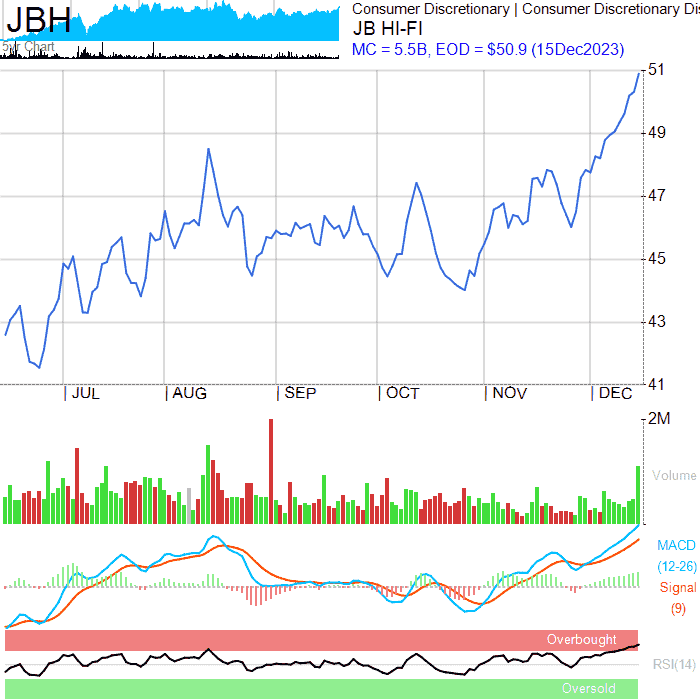 JBH
5yr Chart
Consumer Discretionary | Consumer Discretionary Dis
JB HI-FI
MC = 5.5B, EOD = $50.9 (15Dec2023)
51
49
47
45
43
41
JUL AUG SEP OCT NOV DEC
2M
Volume
MACD
(12-26)
Signal
(9)
Overbought
RSI(14)
Oversold